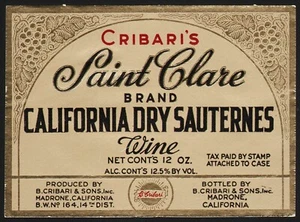 CRIBARI'S
Saint Clare
BRAND
CALIFORNIA DRY SAUTERNES
Wine
NET CONT'S 12 OZ.
TAX PAID BY STAMP
ATTACHED TO CASE
ALC. CONT'S 12.5% BY VOL.
PRODUCED BY
B. CRIBARI & SONS, INC.
MADRONE, CALIFORNIA
B.W. No 164, 14TH DIST.
B. Cribari
BOTTLED BY
B. CRIBARI & SONS, INC.
MADRONE,
CALIFORNIA